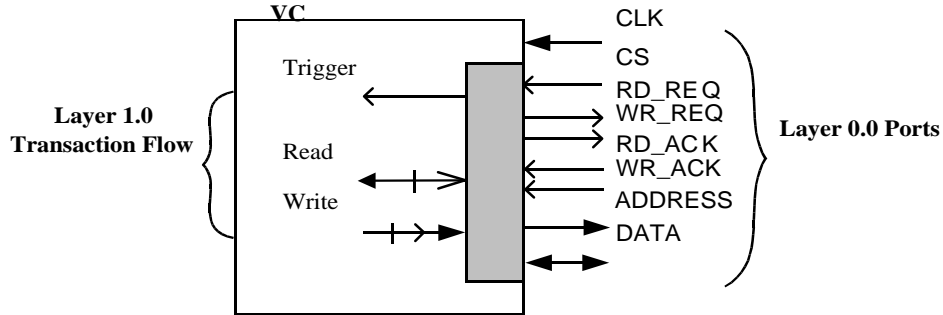 VC
CLK
CS
Trigger
RD_REQ
WR_REQ
Layer 1.0
Transaction Flow
Layer 0.0 Ports
Read
RD_ACK
WR_ACK
Write
ADDRESS
DATA